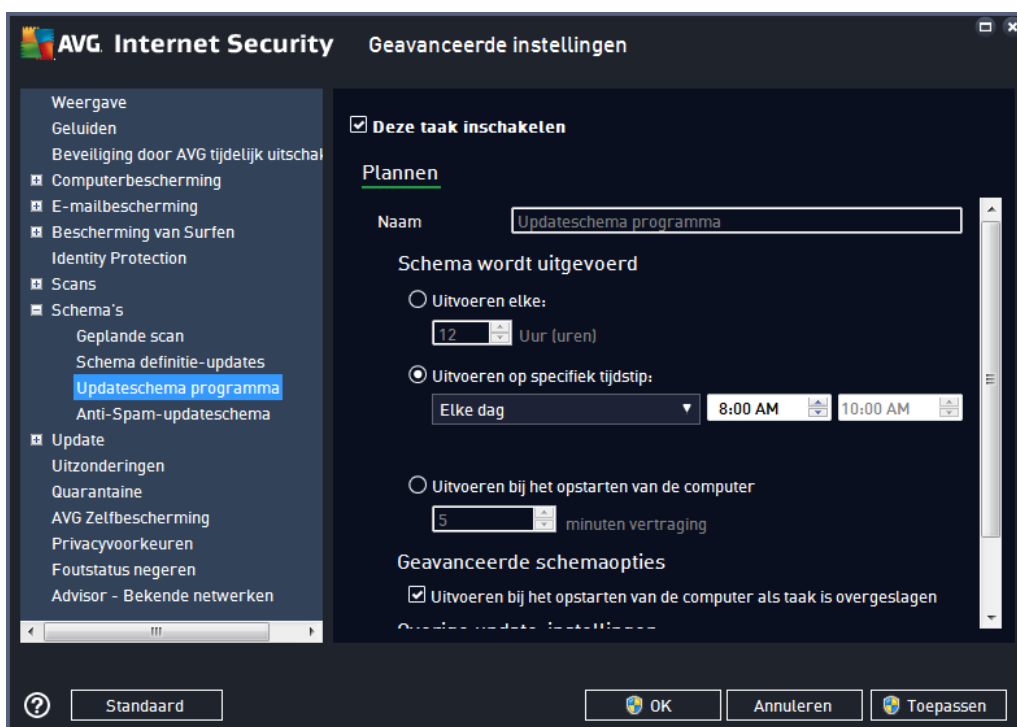 AVG. Internet Security Geavanceerde instellingen
Weergave
Geluiden
Beveiliging door AVG tijdelijk uitschak
Computerbescherming
E-mailbescherming
Bescherming van Surfen
Identity Protection
Scans
Schema's
Geplande scan
Schema definitie-updates
Updateschema programma
Anti-Spam-updateschema
Update
Uitzonderingen
Quarantaine
AVG Zelfbescherming
Privacyvoorkeuren
Foutstatus negeren
Advisor - Bekende netwerken
Deze taak inschakelen
Plannen
Naam Updateschema programma
Schema wordt uitgevoerd
Uitvoeren elke:
12 Uur (uren)
Uitvoeren op specifiek tijdstip:
Elke dag 8:00 AM 10:00 AM
Uitvoeren bij het opstarten van de computer
5 minuten vertraging
Geavanceerde schemaopties
Uitvoeren bij het opstarten van de computer als taak is overgeslagen
Overige update-instellingen
? Standaard OK Annuleren Toepassen